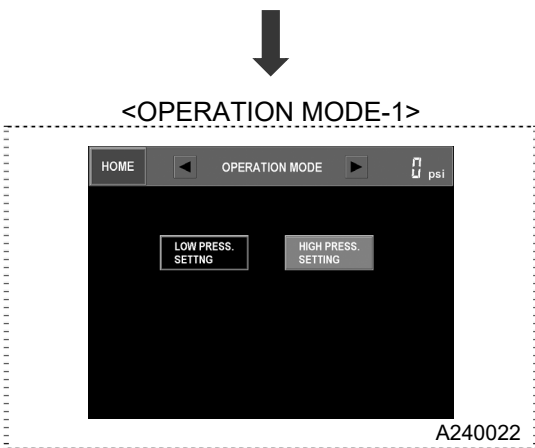 <OPERATION MODE-1>
HOME ◀ OPERATION MODE ▶ 0 psi
LOW PRESS. HIGH PRESS.
SETTNG SETTING
A240022